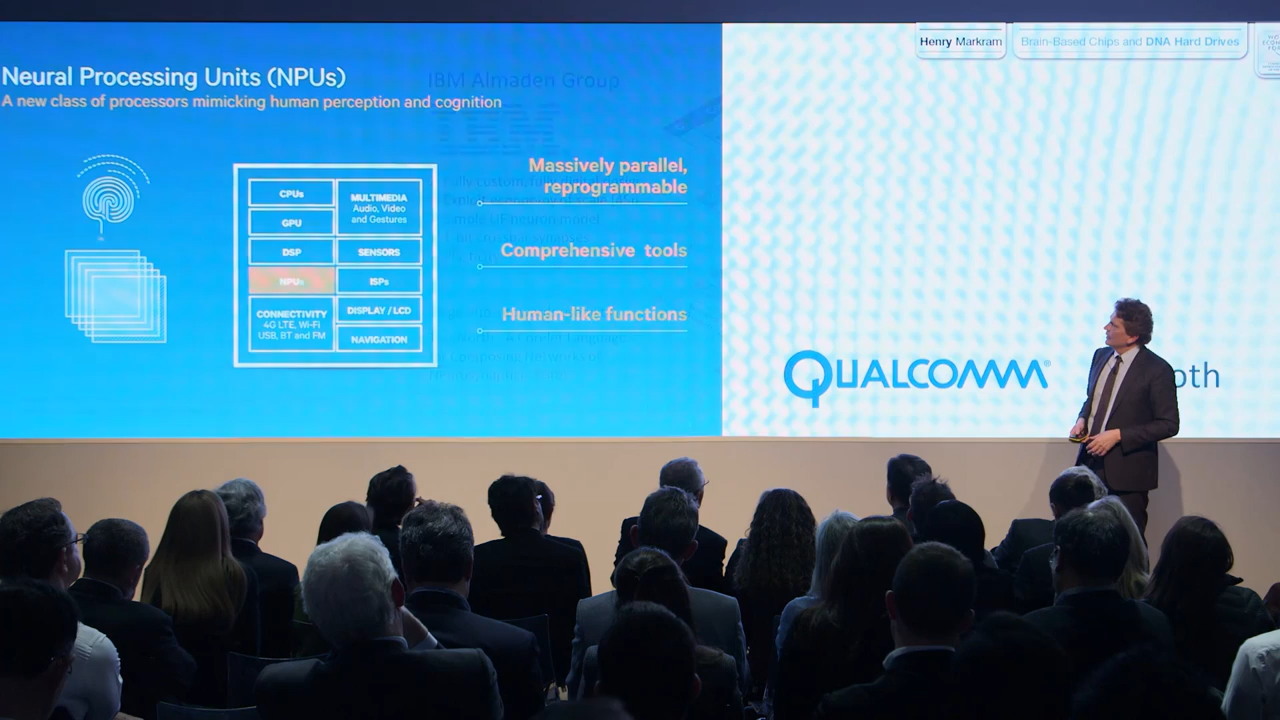 Neural Processing Units (NPUs)
A new class of processors mimicking human perception and cognition
IBM Almaden Group
CPUs
GPU
DSP
NPUs
CONNECTIVITY
4G LTE, Wi-Fi
USB, BT and FM
MULTIMEDIA
Audio, Video
and Gestures
SENSORS
ISPs
DISPLAY / LCD
NAVIGATION
Massively parallel,
reprogrammable
Comprehensive tools
Human-like functions
Henry Markram
Brain-Based Chips and DNA Hard Drives
QUALCOMM®
oth